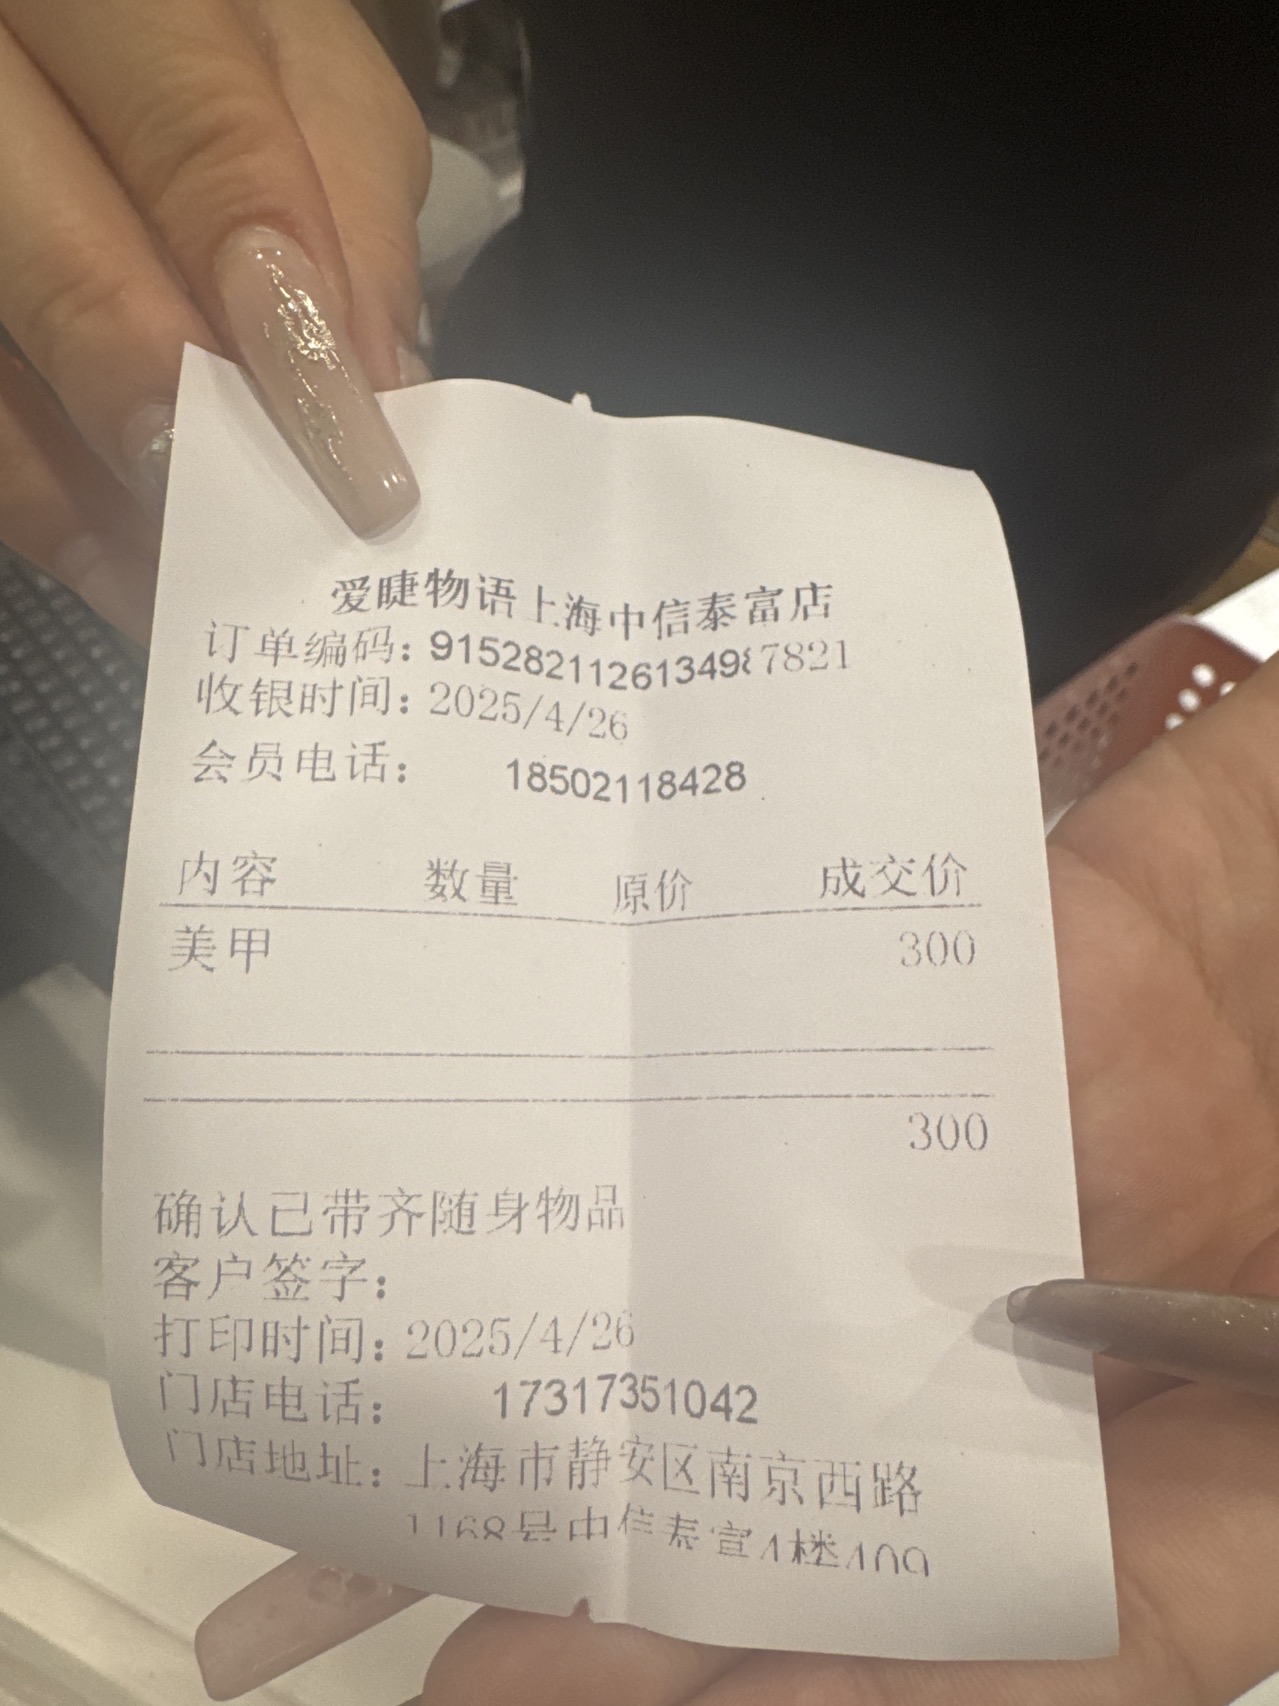 爱睫物语上海中信泰富店
订单编码: 7821
收银时间: 2025/4/26
会员电话: 18502118428
内容 数量 原价 成交价
美甲 300
300
确认已带齐随身物品
客户签字:
打印时间: 2025/4/26
门店电话: 17317351042
门店地址: 上海市静安区南京西路
1168号中信泰富4楼409